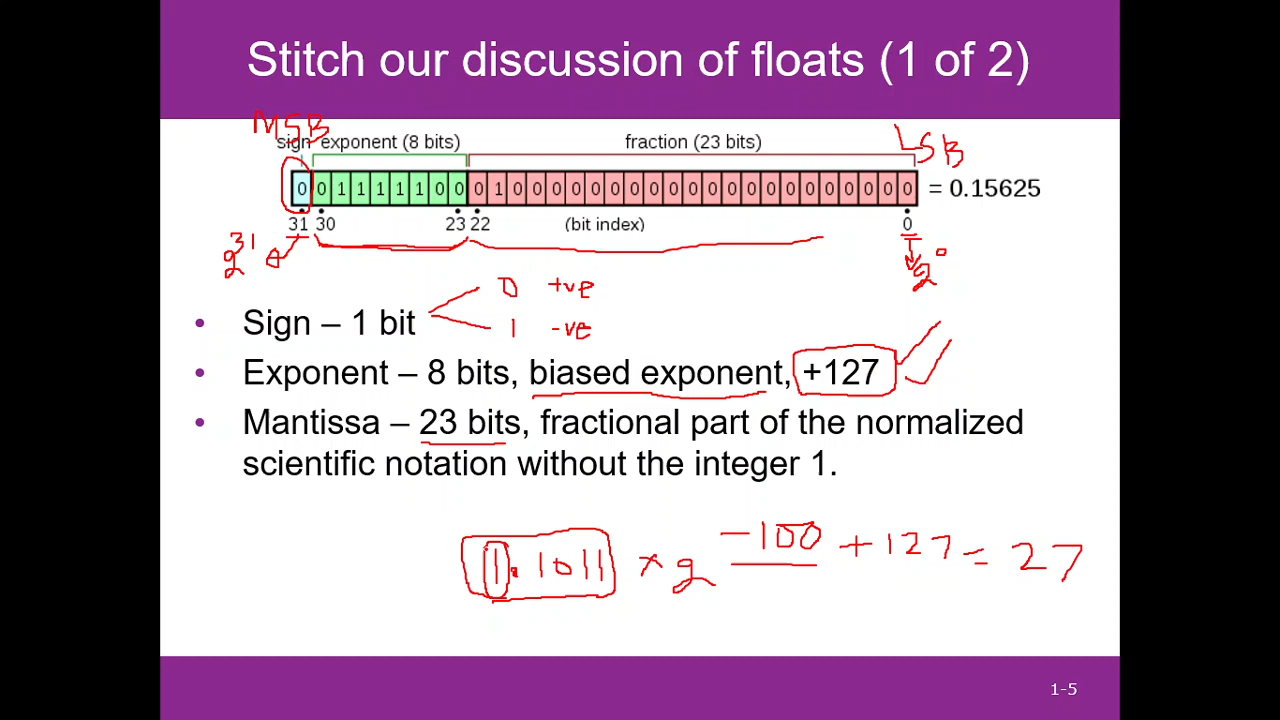 Stitch our discussion of floats (1 of 2)
MSB
LSB
sign exponent (8 bits) fraction (23 bits)
0 0 1 1 1 1 1 0 0 0 1 0 0 0 0 0 0 0 0 0 0 0 0 0 0 0 0 0 0 0 0 0 = 0.15625
31 30 23 22 (bit index) 0
2^31 2^0
0 +ve
• Sign – 1 bit
1 -ve
• Exponent – 8 bits, biased exponent, +127
• Mantissa – 23 bits, fractional part of the normalized
scientific notation without the integer 1.
1.1011 × 2^-100 + 127 = 27
1-5